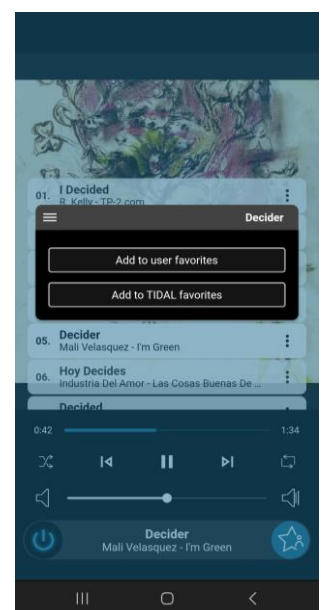 01. I Decided
R. Kelly - TP-2.com
Decider
Add to user favorites
Add to TIDAL favorites
05. Decider
Mali Velasquez - I'm Green
06. Hoy Decides
Industria Del Amor - Las Cosas Buenas De ...
Decided
0:42
1:34
Decider
Mali Velasquez - I'm Green